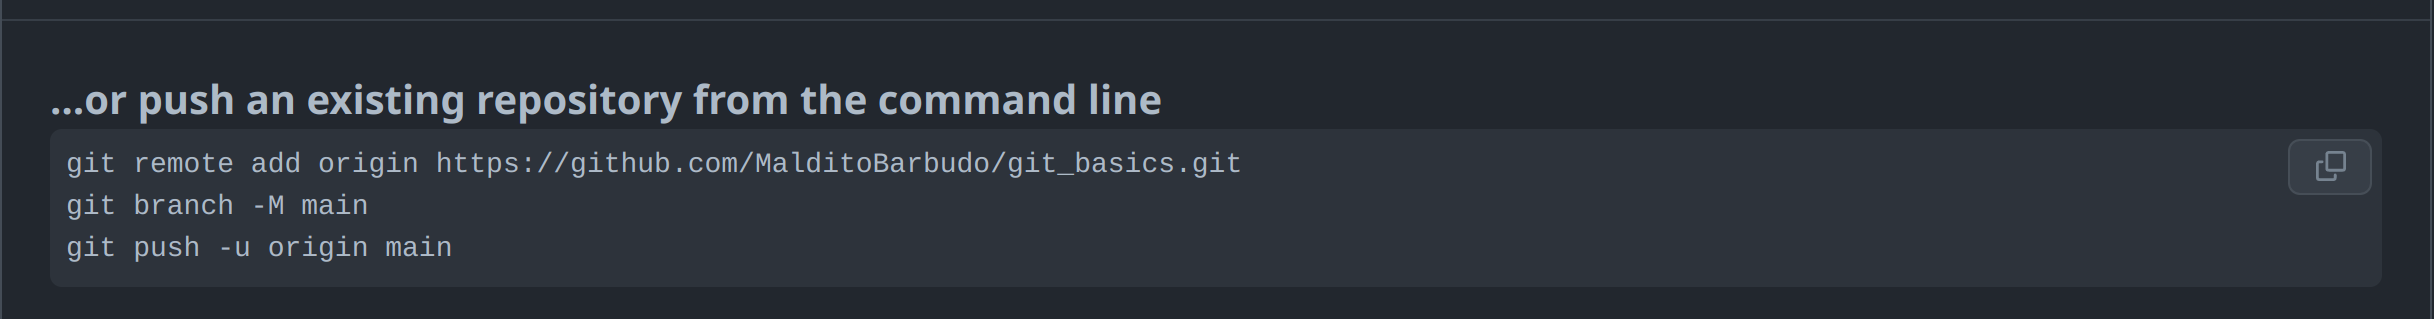 ...or push an existing repository from the command line
git remote add origin https://github.com/MalditoBarbudo/git_basics.git
git branch -M main
git push -u origin main